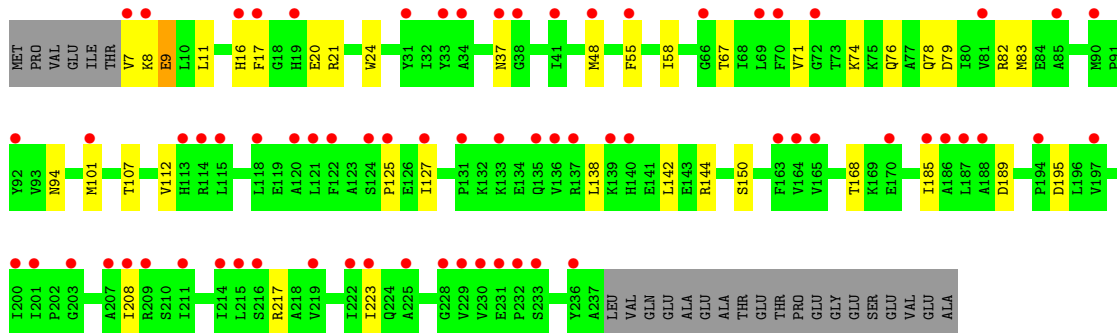 MET PRO VAL GLU ILE THR V7 K8 E9 L10 L11 H16 F17 G18 H19 E20 R21 W24 Y31 I32 Y33 A34 N37 G38 I41 M48 F55 I58 G66 T67 I68 L69 F70 V71 G72 T73 K74 K75 Q76 A77 Q78 D79 I80 V81 R82 M83 E84 A85 M90 P91
Y92 V93 N94 M101 T107 V112 H113 R114 L115 L118 E119 A120 L121 F122 A123 S124 P125 E126 I127 P131 K132 K133 E134 Q135 V136 R137 L138 K139 H140 E141 L142 E143 R144 S150 F163 V164 V165 T168 K169 E170 I185 A186 L187 A188 D189 P194 D195 L196 V197
I200 I201 P202 G203 A207 I208 R209 S210 I211 I214 L215 S216 R217 A218 V219 I222 I223 Q224 A225 G228 V229 V230 E231 P232 S233 Y236 A237 LEU VAL GLN GLU ALA GLU ALA THR GLU THR PRO GLU GLY GLU SER GLU VAL GLU ALA